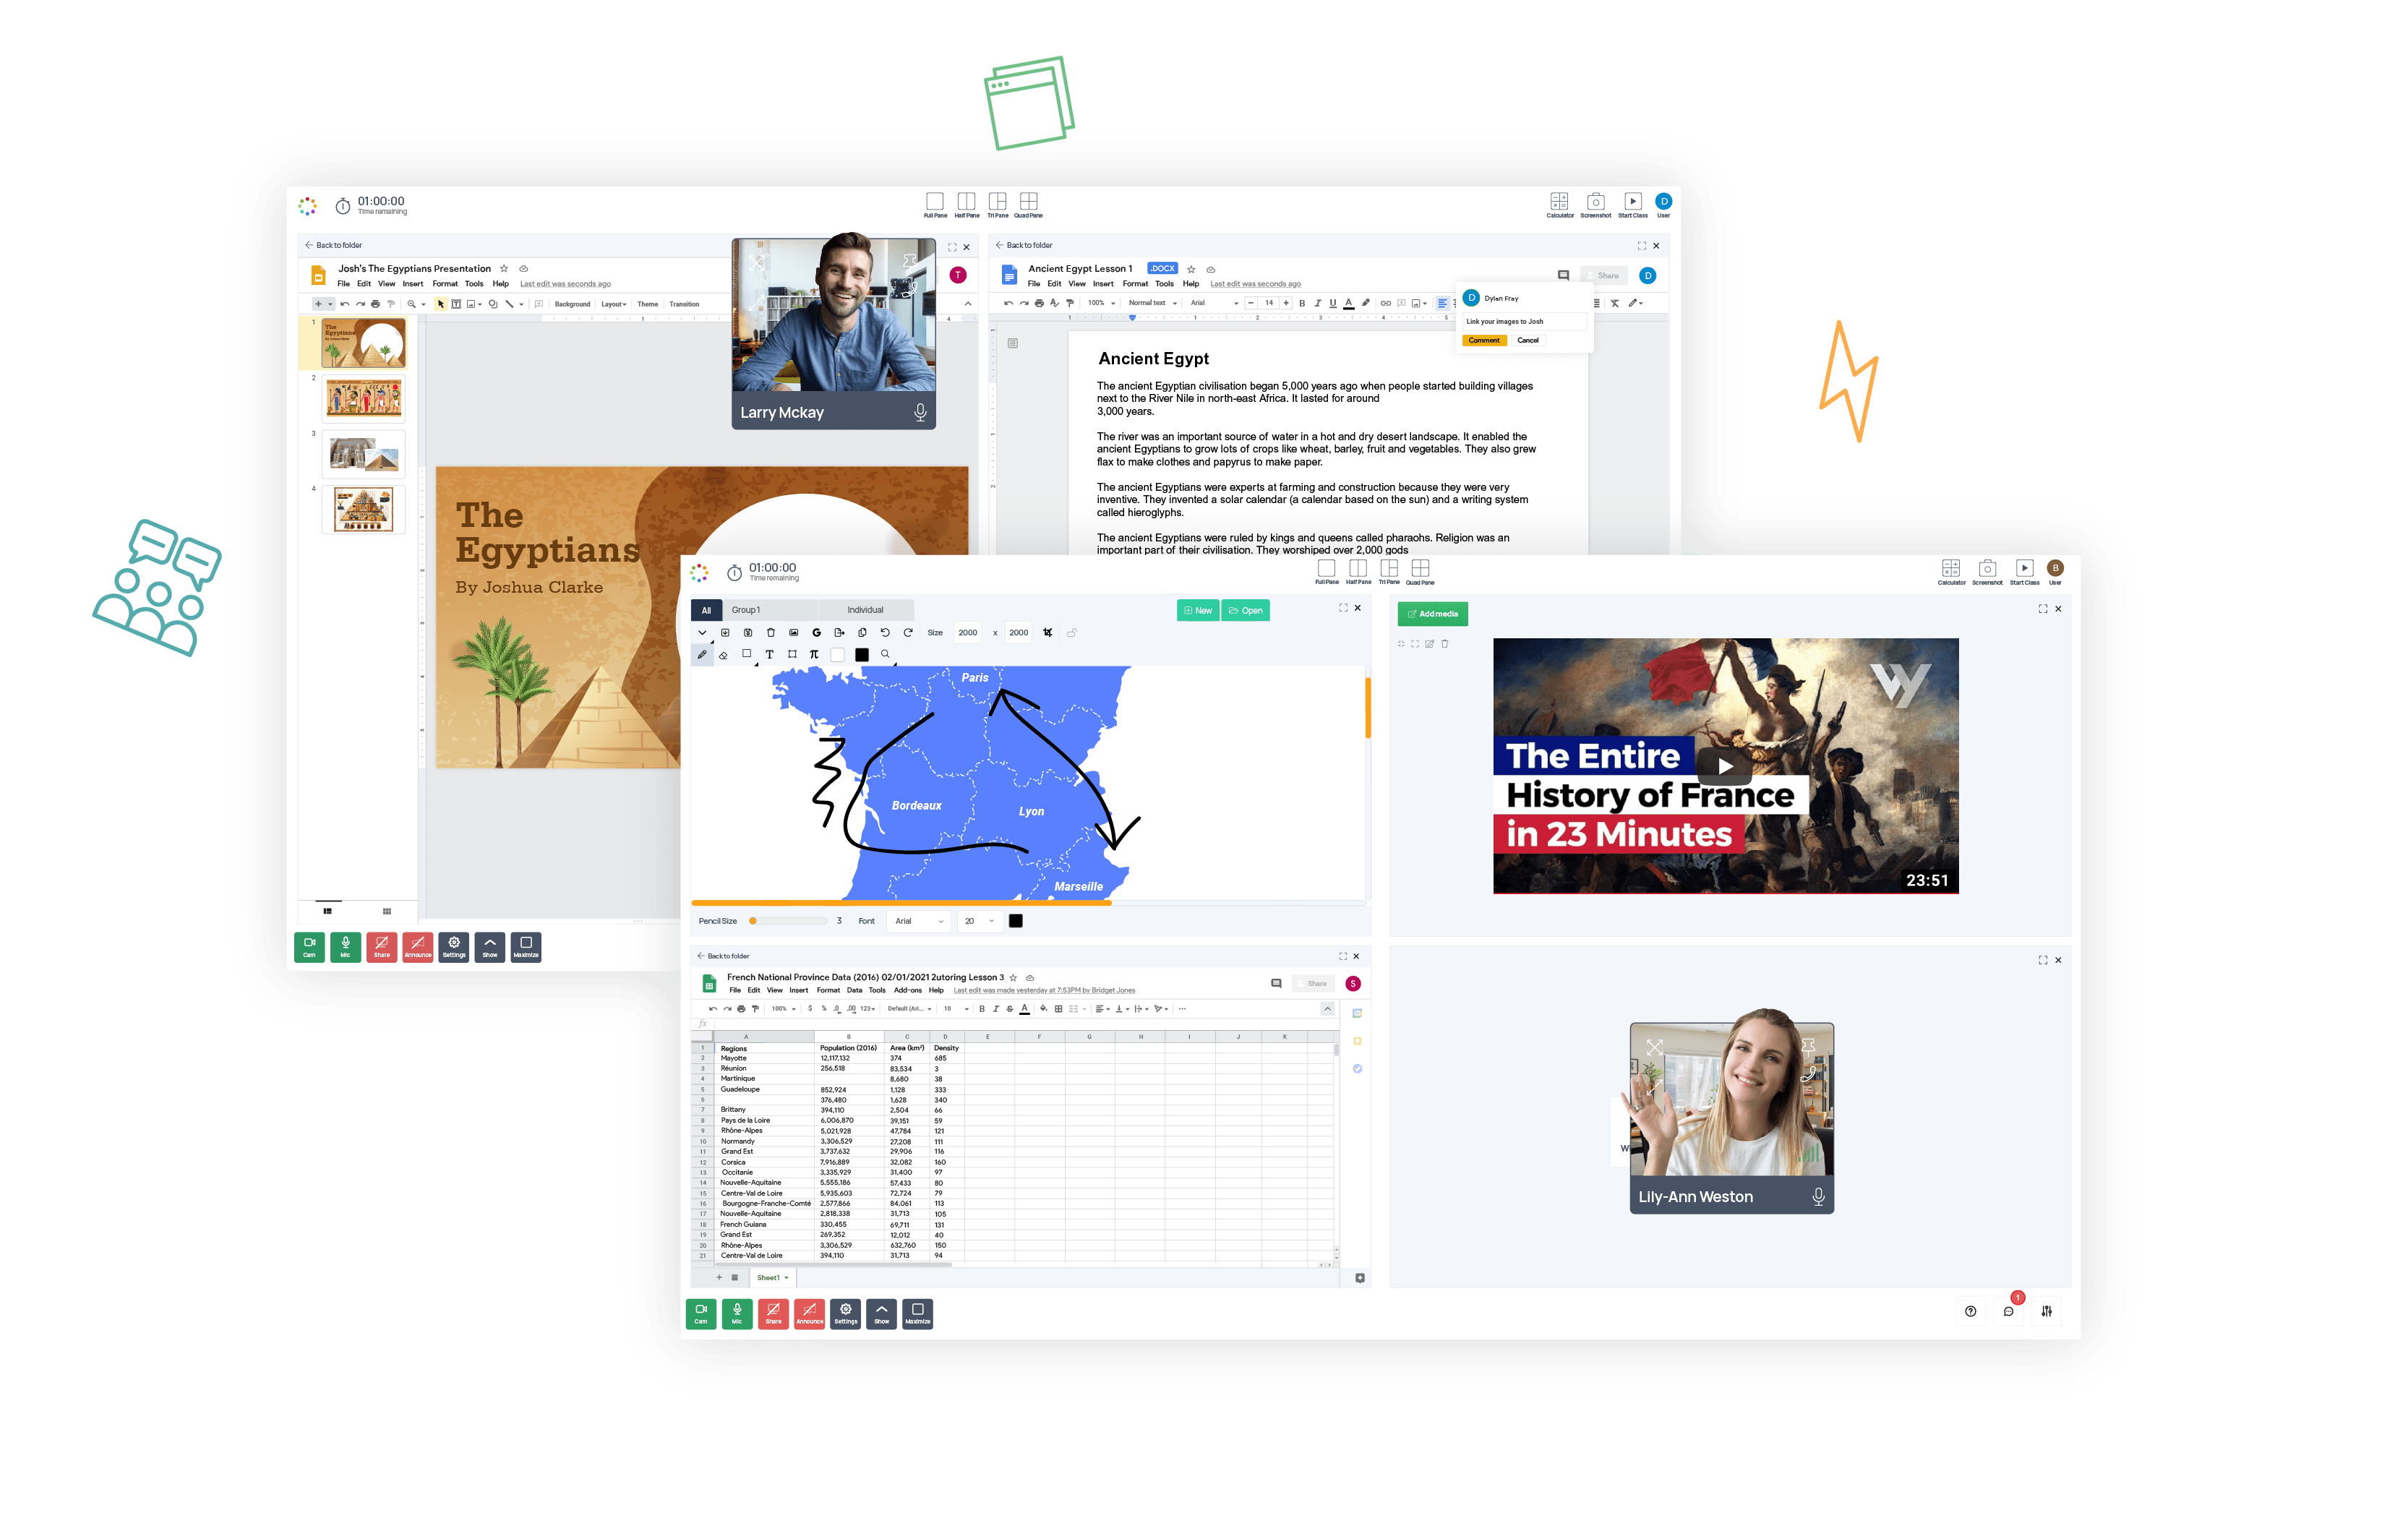 01:00:00
Time remaining
Full Pane Half Pane Tri Pane Quad Pane
Calculator Screenshot Start Class User
D
Back to folder
Josh's The Egyptians Presentation
File Edit View Insert Format Tools Help Last edit was seconds ago
T
Background Layout Theme Transition
1
2
3
4
The
Egyptians
By Joshua Clarke
Larry Mckay
Back to folder
Ancient Egypt Lesson 1 .DOCX
File Edit View Insert Format Tools Help Last edit was seconds ago
Share
D
100% Normal text Arial 14 B I U A
D Dylan Fray
Link your images to Josh
Comment Cancel
Ancient Egypt
The ancient Egyptian civilisation began 5,000 years ago when people started building villages
next to the River Nile in north-east Africa. It lasted for around
3,000 years.
The river was an important source of water in a hot and dry desert landscape. It enabled the
ancient Egyptians to grow lots of crops like wheat, barley, fruit and vegetables. They also grew
flax to make clothes and papyrus to make paper.
The ancient Egyptians were experts at farming and construction because they were very
inventive. They invented a solar calendar (a calendar based on the sun) and a writing system
called hieroglyphs.
The ancient Egyptians were ruled by kings and queens called pharaohs. Religion was an
important part of their civilisation. They worshiped over 2,000 gods
Cam Mic Share Announce Settings Show Maximize
01:00:00
Time remaining
Full Pane Half Pane Tri Pane Quad Pane
Calculator Screenshot Start Class User
B
All Group 1 Individual
New Open
Size 2000 x 2000
Paris
Bordeaux
Lyon
Marseille
Pencil Size 3 Font Arial 20
Add media
The Entire
History of France
in 23 Minutes
23:51
Back to folder
French National Province Data (2016) 02/01/2021 2utoring Lesson 3
File Edit View Insert Format Data Tools Add-ons Help Last edit was made yesterday at 7:53PM by Bridget Jones
Share
S
100% $ % .0 .00 123 Default (Ari... 10 B I S A
fx
A B C D E F G H I J K
1 Regions Population (2016) Area (km²) Density
2 Mayotte 12,117,132 374 685
3 Réunion 256,518 83,534 3
4 Martinique 8,680 38
5 Guadeloupe 852,924 1,128 333
6 376,480 1,628 340
7 Brittany 394,110 2,504 66
8 Pays de la Loire 6,006,870 39,151 59
9 Rhône-Alpes 5,021,928 47,784 121
10 Normandy 3,306,529 27,208 111
11 Grand Est 3,737,632 29,906 116
12 Corsica 7,916,889 32,082 160
13 Occitanie 3,335,929 31,400 97
14 Nouvelle-Aquitaine 5,555,186 57,433 80
15 Centre-Val de Loire 5,935,603 72,724 79
16 Bourgogne-Franche-Comté 2,577,866 84,061 113
17 Nouvelle-Aquitaine 2,818,338 31,713 105
18 French Guiana 330,455 69,711 131
19 Grand Est 269,352 12,012 40
20 Rhône-Alpes 3,306,529 632,760 150
21 Centre-Val de Loire 394,110 31,713 94
Sheet1
Lily-Ann Weston
Cam Mic Share Announce Settings Show Maximize
1